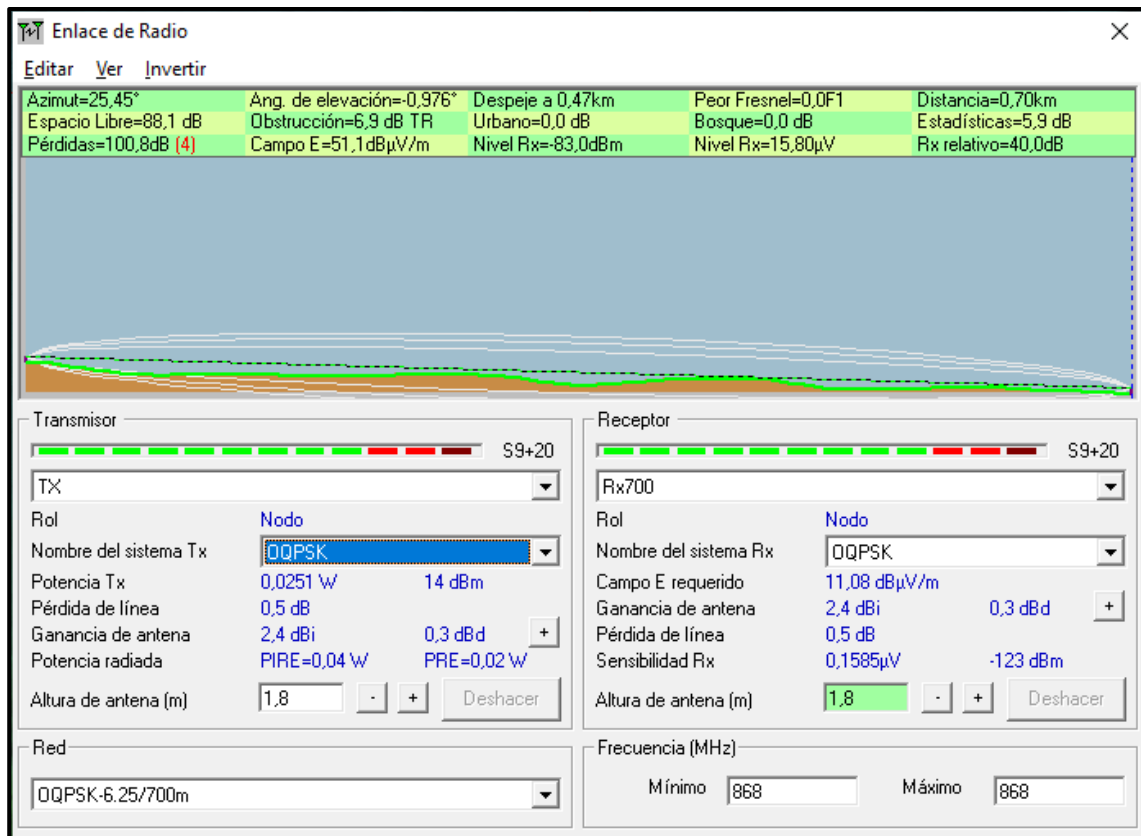 Enlace de Radio
Editar Ver Invertir
Azimut=25,45° Ang. de elevación=-0,976° Despeje a 0,47km Peor Fresnel=0,0F1 Distancia=0,70km
Espacio Libre=88,1 dB Obstrucción=6,9 dB TR Urbano=0,0 dB Bosque=0,0 dB Estadísticas=5,9 dB
Pérdidas=100,8dB (4) Campo E=51,1dBµV/m Nivel Rx=-83,0dBm Nivel Rx=15,80µV Rx relativo=40,0dB
Transmisor
S9+20
TX
Rol Nodo
Nombre del sistema Tx OQPSK
Potencia Tx 0,0251 W 14 dBm
Pérdida de línea 0,5 dB
Ganancia de antena 2,4 dBi 0,3 dBd +
Potencia radiada PIRE=0,04 W PRE=0,02 W
Altura de antena (m) 1,8 - + Deshacer
Red
OQPSK-6.25/700m
Receptor
S9+20
Rx700
Rol Nodo
Nombre del sistema Rx OQPSK
Campo E requerido 11,08 dBµV/m
Ganancia de antena 2,4 dBi 0,3 dBd +
Pérdida de línea 0,5 dB
Sensibilidad Rx 0,1585µV -123 dBm
Altura de antena (m) 1,8 - + Deshacer
Frecuencia (MHz)
Mínimo 868 Máximo 868